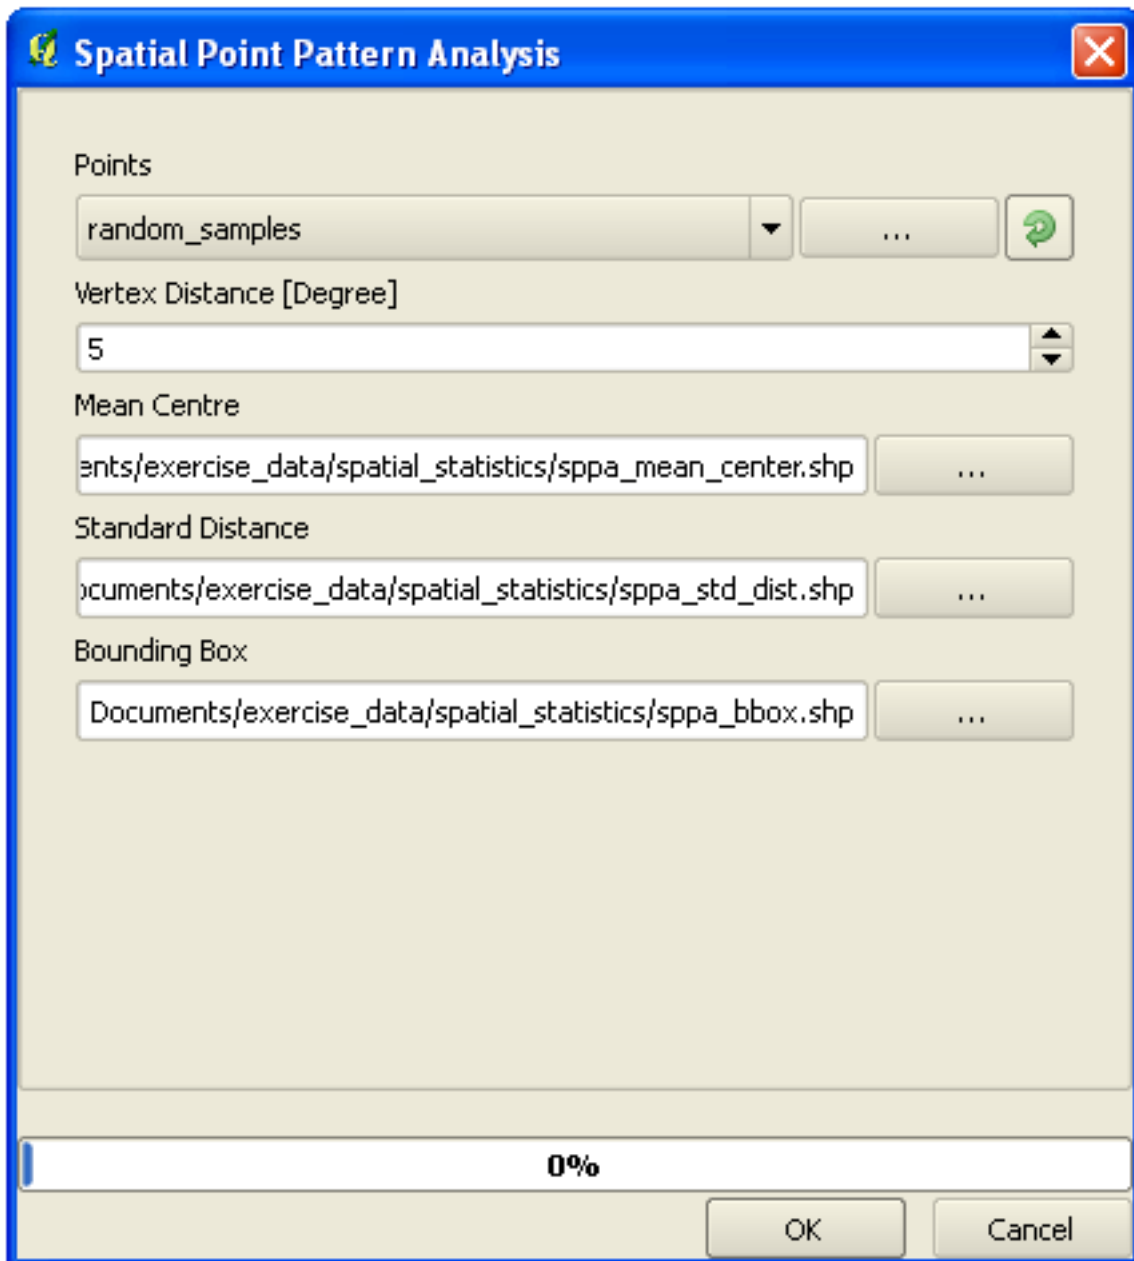 Spatial Point Pattern Analysis
Points
random_samples
...
Vertex Distance [Degree]
5
Mean Centre
ents/exercise_data/spatial_statistics/sppa_mean_center.shp
...
Standard Distance
ocuments/exercise_data/spatial_statistics/sppa_std_dist.shp
...
Bounding Box
Documents/exercise_data/spatial_statistics/sppa_bbox.shp
...
0%
OK
Cancel